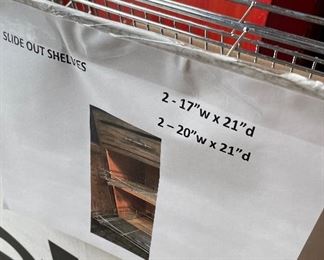 SLIDE OUT SHELVES
2 - 17"w x 21"d
2 – 20"w x 21"d